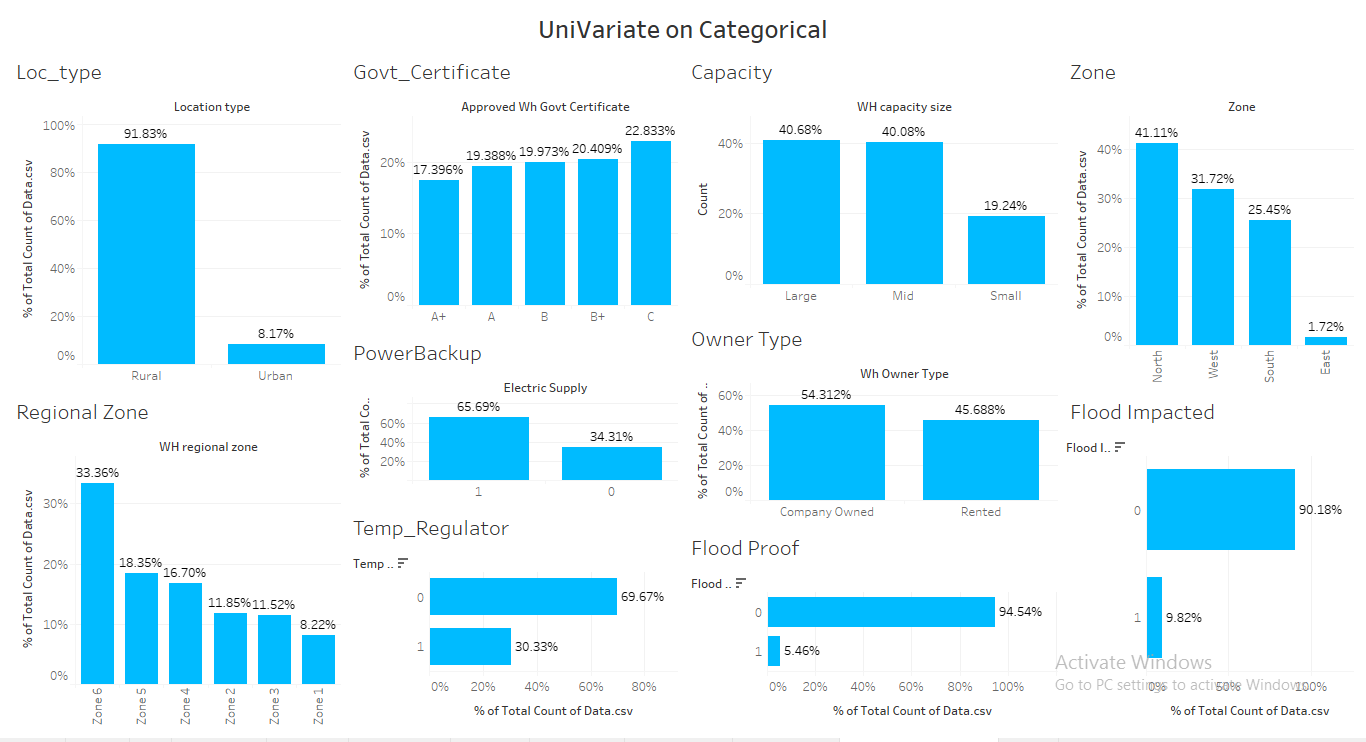 UniVariate on Categorical
Loc_type
Location type
% of Total Count of Data.csv
100%
80%
60%
40%
20%
0%
91.83%
8.17%
Rural
Urban
Govt_Certificate
Approved Wh Govt Certificate
% of Total Count of Data.csv
20%
10%
0%
17.396%
19.388%
19.973%
20.409%
22.833%
A+
A
B
B+
C
Capacity
WH capacity size
Count
40%
20%
0%
40.68%
40.08%
19.24%
Large
Mid
Small
Zone
Zone
% of Total Count of Data.csv
40%
30%
20%
10%
0%
41.11%
31.72%
25.45%
1.72%
North
West
South
East
Regional Zone
WH regional zone
% of Total Count of Data.csv
30%
20%
10%
0%
33.36%
18.35%
16.70%
11.85%
11.52%
8.22%
Zone 6
Zone 5
Zone 4
Zone 2
Zone 3
Zone 1
PowerBackup
Electric Supply
% of Total Co..
60%
40%
20%
65.69%
34.31%
1
0
Temp_Regulator
Temp ..
0
69.67%
1
30.33%
0%
20%
40%
60%
80%
% of Total Count of Data.csv
Owner Type
Wh Owner Type
% of Total Count of ..
60%
40%
20%
0%
54.312%
45.688%
Company Owned
Rented
Flood Proof
Flood ..
0
94.54%
1
5.46%
0%
20%
40%
60%
80%
100%
% of Total Count of Data.csv
Flood Impacted
Flood I..
0
90.18%
1
9.82%
0%
50%
100%
% of Total Count of Data.csv
Activate Windows
Go to PC settings to activate Windows.